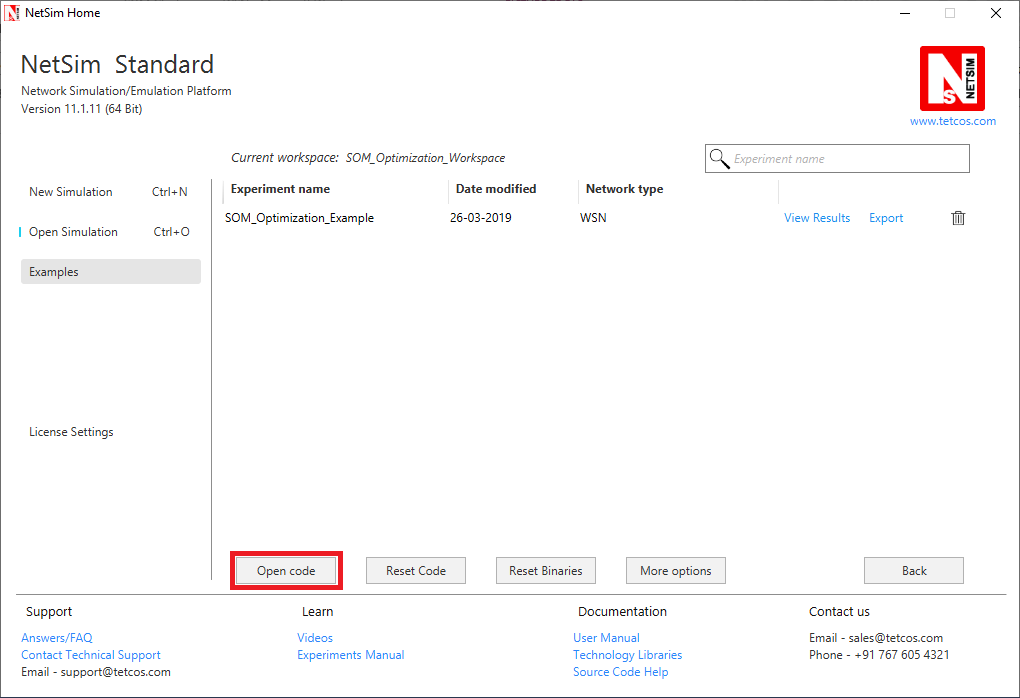 NetSim Home
NetSim Standard
Network Simulation/Emulation Platform
Version 11.1.11 (64 Bit)
NS NETSIM
www.tetcos.com
Current workspace: SOM_Optimization_Workspace
Experiment name
New Simulation Ctrl+N
Open Simulation Ctrl+O
Examples
License Settings
Experiment name Date modified Network type
SOM_Optimization_Example 26-03-2019 WSN View Results Export
Open code Reset Code Reset Binaries More options Back
Support
Answers/FAQ
Contact Technical Support
Email - support@tetcos.com
Learn
Videos
Experiments Manual
Documentation
User Manual
Technology Libraries
Source Code Help
Contact us
Email - sales@tetcos.com
Phone - +91 767 605 4321